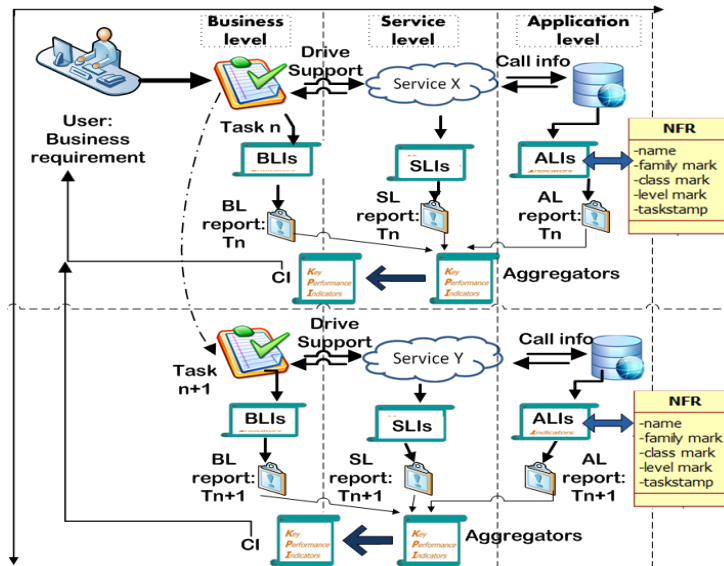 Business
level
Service
level
Application
level
Drive
Support
Call info
Service X
User:
Business
requirement
Task n
BLIs
SLIs
ALIs
Indicators
NFR
-name
-family mark
-class mark
-level mark
-taskstamp
BL
report:
Tn
SL
report:
Tn
AL
report:
Tn
CI
Key
Performance
Indicators
Key
Performance
Indicators
Aggregators
Drive
Support
Call info
Service Y
Task
n+1
BLIs
SLIs
ALIs
Indicators
NFR
-name
-family mark
-class mark
-level mark
-taskstamp
BL
report:
Tn+1
SL
report:
Tn+1
AL
report:
Tn+1
CI
Key
Performance
Indicators
Key
Performance
Indicators
Aggregators